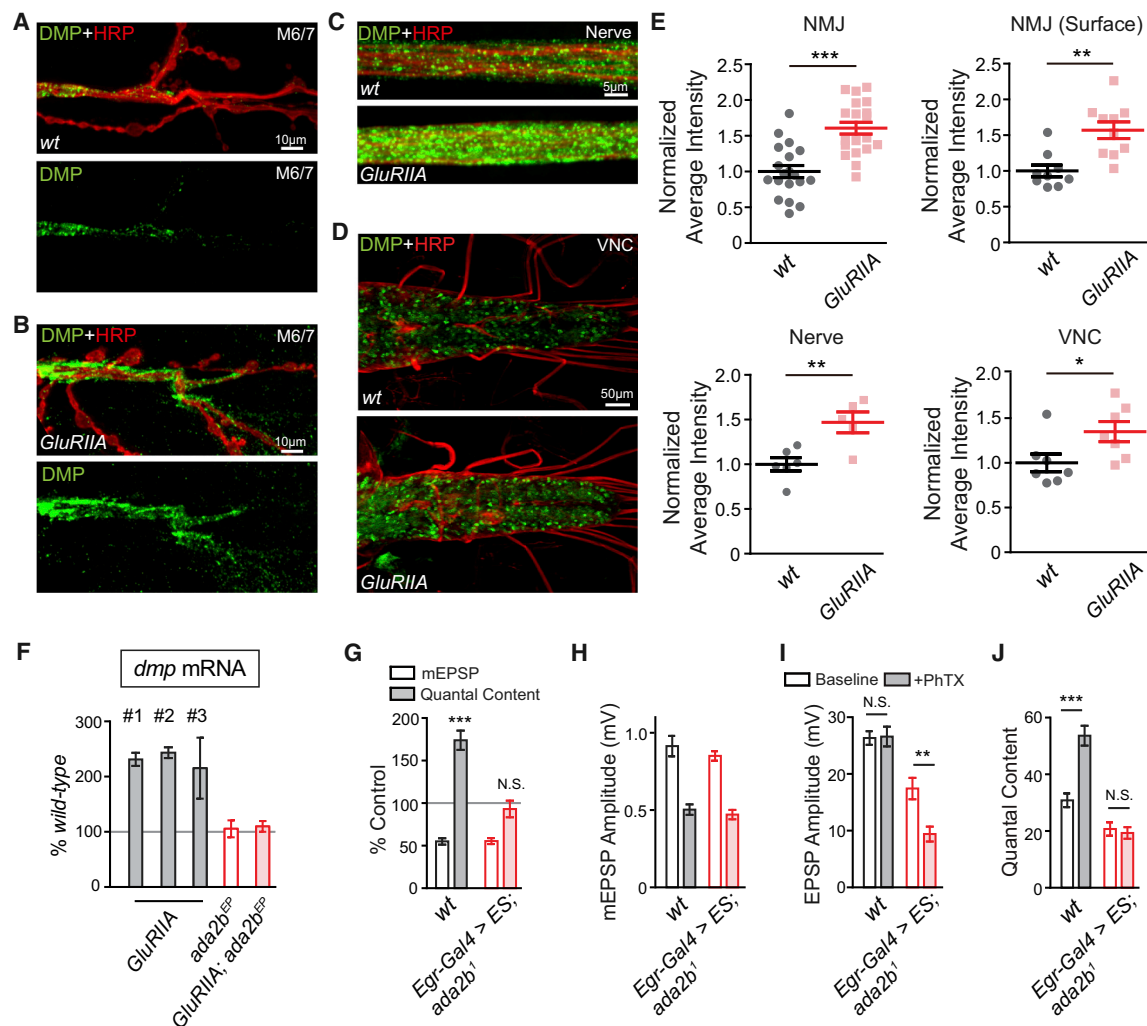 A
DMP+HRP M6/7
wt 10µm
DMP M6/7
B
DMP+HRP M6/7
GluRIIA 10µm
DMP
C
DMP+HRP Nerve
wt 5µm
GluRIIA
D
DMP+HRP VNC
wt 50µm
GluRIIA
E
NMJ
***
Normalized
Average Intensity
2.5
2.0
1.5
1.0
0.5
0
wt GluRIIA
NMJ (Surface)
**
Normalized
Average Intensity
2.5
2.0
1.5
1.0
0.5
0
wt GluRIIA
Nerve
**
Normalized
Average Intensity
2.0
1.5
1.0
0.5
0
wt GluRIIA
VNC
*
Normalized
Average Intensity
2.0
1.5
1.0
0.5
0
wt GluRIIA
F
dmp mRNA
#1 #2 #3
% wild-type
300
250
200
150
100
0
GluRIIA
ada2b^EP
GluRIIA; ada2b^EP
G
mEPSP
Quantal Content
% Control
200
150
100
50
0
***
N.S.
wt
Egr-Gal4 > ES;
ada2b^1
H
mEPSP Amplitude (mV)
1.0
0.5
0
wt
Egr-Gal4 > ES;
ada2b^1
I
Baseline +PhTX
EPSP Amplitude (mV)
30
20
10
0
N.S.
**
wt
Egr-Gal4 > ES;
ada2b^1
J
Quantal Content
60
40
20
0
***
N.S.
wt
Egr-Gal4 > ES;
ada2b^1